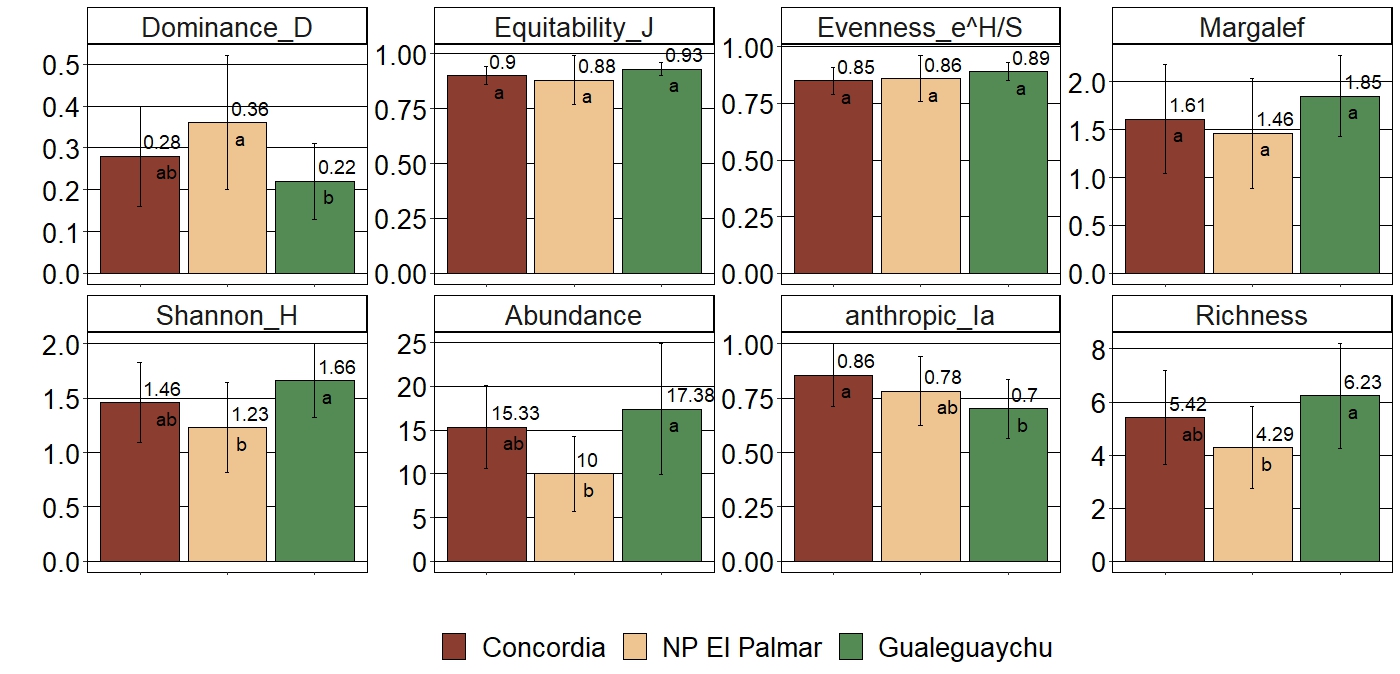 Dominance_D Equitability_J Evenness_e^H/S Margalef
0.5
0.4
0.3
0.2
0.1
0.0
0.28
ab
0.36
a
0.22
b
1.00
0.75
0.50
0.25
0.00
0.9
a
0.88
a
0.93
a
1.00
0.75
0.50
0.25
0.00
0.85
a
0.86
a
0.89
a
2.0
1.5
1.0
0.5
0.0
1.61
a
1.46
a
1.85
a
Shannon_H Abundance anthropic_Ia Richness
2.0
1.5
1.0
0.5
0.0
1.46
ab
1.23
b
1.66
a
25
20
15
10
5
0
15.33
ab
10
b
17.38
a
1.00
0.75
0.50
0.25
0.00
0.86
a
0.78
ab
0.7
b
8
6
4
2
0
5.42
ab
4.29
b
6.23
a
Concordia NP El Palmar Gualeguaychu